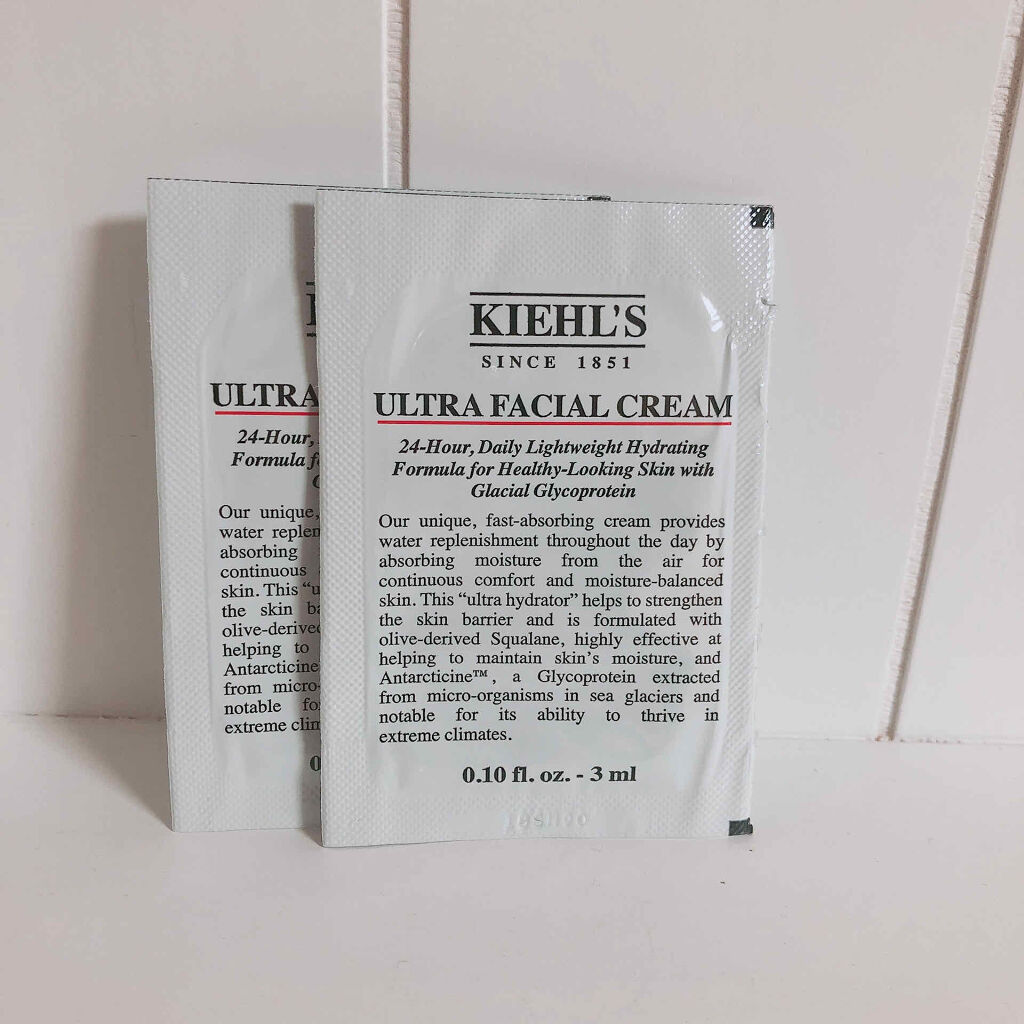 KIEHL'S
SINCE 1851
ULTRA FACIAL CREAM
24-Hour, Daily Lightweight Hydrating
Formula for Healthy-Looking Skin with
Glacial Glycoprotein
Our unique, fast-absorbing cream provides
water replenishment throughout the day by
absorbing moisture from the air for
continuous comfort and moisture-balanced
skin. This “ultra hydrator” helps to strengthen
the skin barrier and is formulated with
olive-derived Squalane, highly effective at
helping to maintain skin's moisture, and
Antarcticine™, a Glycoprotein extracted
from micro-organisms in sea glaciers and
notable for its ability to thrive in
extreme climates.
0.10 fl. oz. - 3 ml
ULTRA
24-Hour,
Formula
Our unique,
water
absorbing
continuous
skin. This
the skin
olive-derived
helping to
Antarcticine
from micro-
notable
extreme